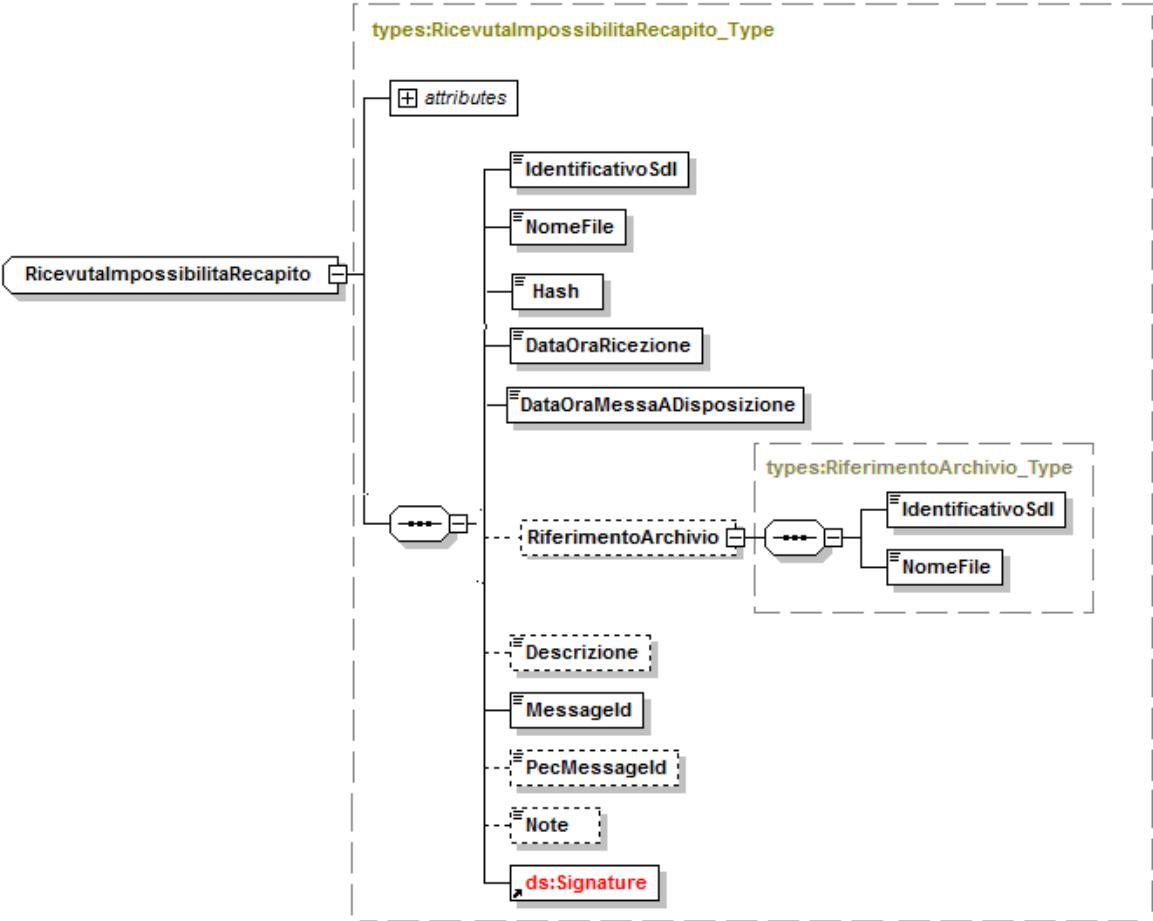 types:RicevutaImpossibilitaRecapito_Type
attributes
IdentificativoSdI
NomeFile
RicevutaImpossibilitaRecapito
Hash
DataOraRicezione
DataOraMessaADisposizione
types:RiferimentoArchivio_Type
IdentificativoSdI
RiferimentoArchivio
NomeFile
Descrizione
MessageId
PecMessageId
Note
ds:Signature